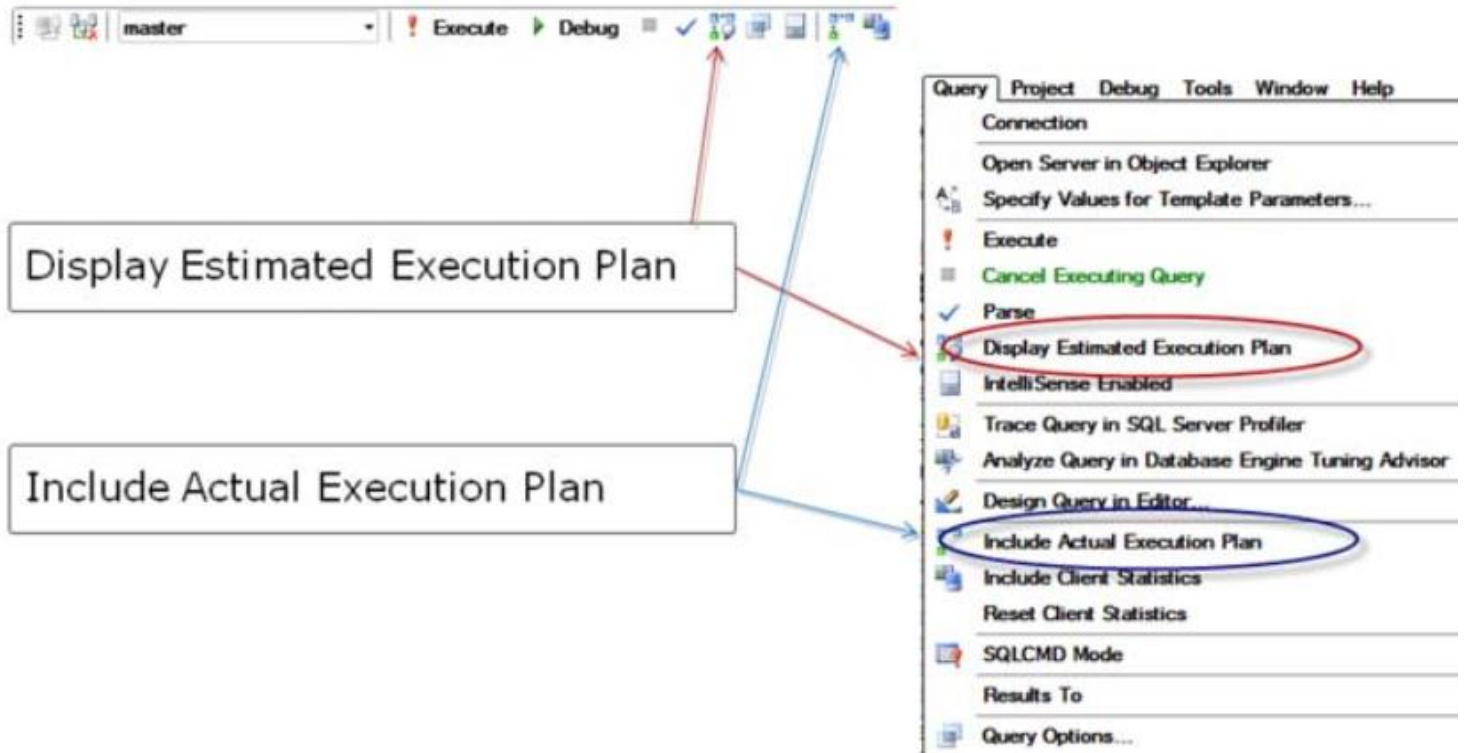 master Execute Debug
Display Estimated Execution Plan
Include Actual Execution Plan
Query Project Debug Tools Window Help
Connection
Open Server in Object Explorer
Specify Values for Template Parameters...
Execute
Cancel Executing Query
Parse
Display Estimated Execution Plan
IntelliSense Enabled
Trace Query in SQL Server Profiler
Analyze Query in Database Engine Tuning Advisor
Design Query in Editor...
Include Actual Execution Plan
Include Client Statistics
Reset Client Statistics
SQLCMD Mode
Results To
Query Options...